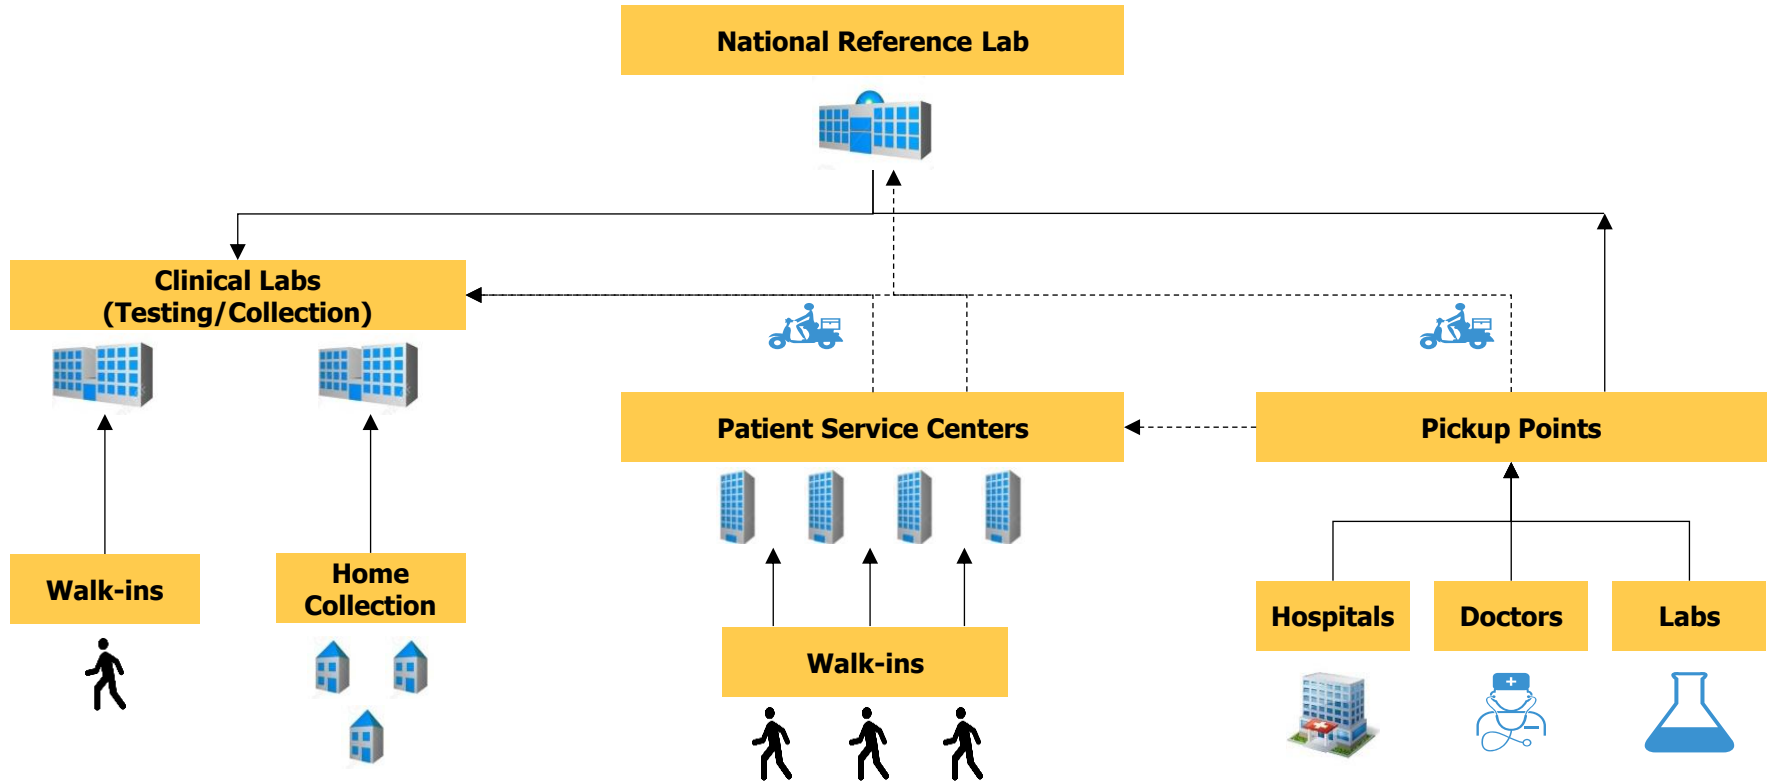 National Reference Lab
Clinical Labs
(Testing/Collection)
Patient Service Centers
Pickup Points
Walk-ins
Home
Collection
Walk-ins
Hospitals
Doctors
Labs